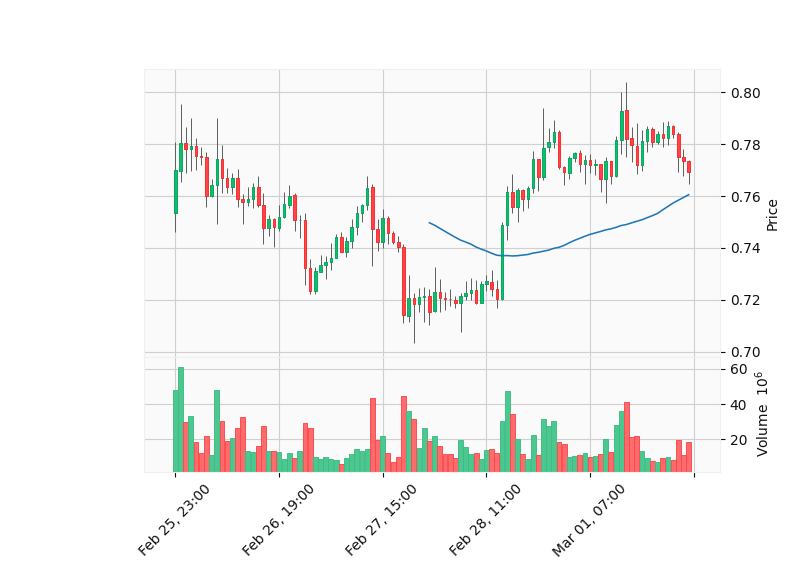 0.80
0.78
0.76
0.74
0.72
0.70
Price
60
40
20
Volume 10^6
Feb 25, 23:00
Feb 26, 19:00
Feb 27, 15:00
Feb 28, 11:00
Mar 01, 07:00